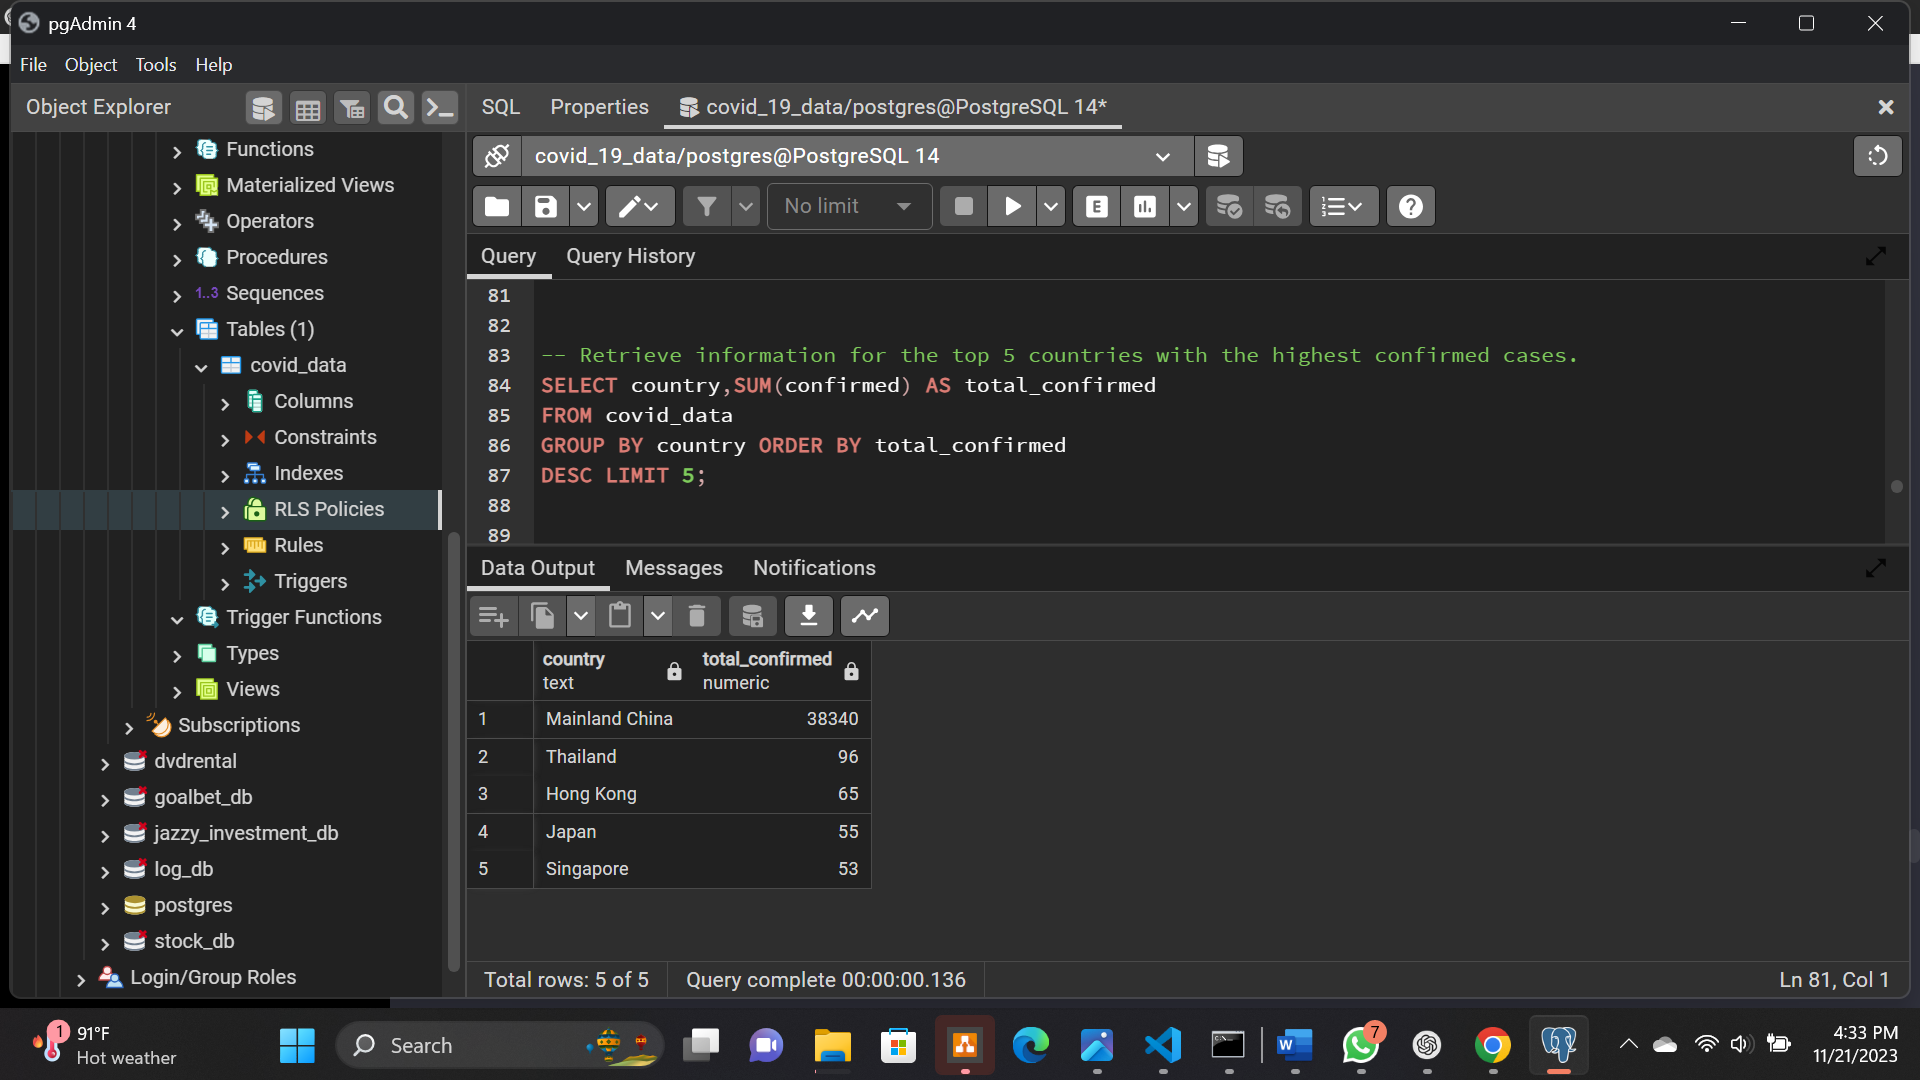 pgAdmin 4
File Object Tools Help
Object Explorer
SQL Properties covid_19_data/postgres@PostgreSQL 14*
covid_19_data/postgres@PostgreSQL 14
No limit
E
Query Query History
Functions
Materialized Views
Operators
Procedures
1..3 Sequences
Tables (1)
covid_data
Columns
Constraints
Indexes
RLS Policies
Rules
Triggers
Trigger Functions
Types
Views
Subscriptions
dvdrental
goalbet_db
jazzy_investment_db
log_db
postgres
stock_db
Login/Group Roles
81
82
83 -- Retrieve information for the top 5 countries with the highest confirmed cases.
84 SELECT country,SUM(confirmed) AS total_confirmed
85 FROM covid_data
86 GROUP BY country ORDER BY total_confirmed
87 DESC LIMIT 5;
88
89
Data Output Messages Notifications
country total_confirmed
text numeric
1 Mainland China 38340
2 Thailand 96
3 Hong Kong 65
4 Japan 55
5 Singapore 53
Total rows: 5 of 5 Query complete 00:00:00.136 Ln 81, Col 1
1 91°F
Hot weather
Search
W
7
4:33 PM
11/21/2023